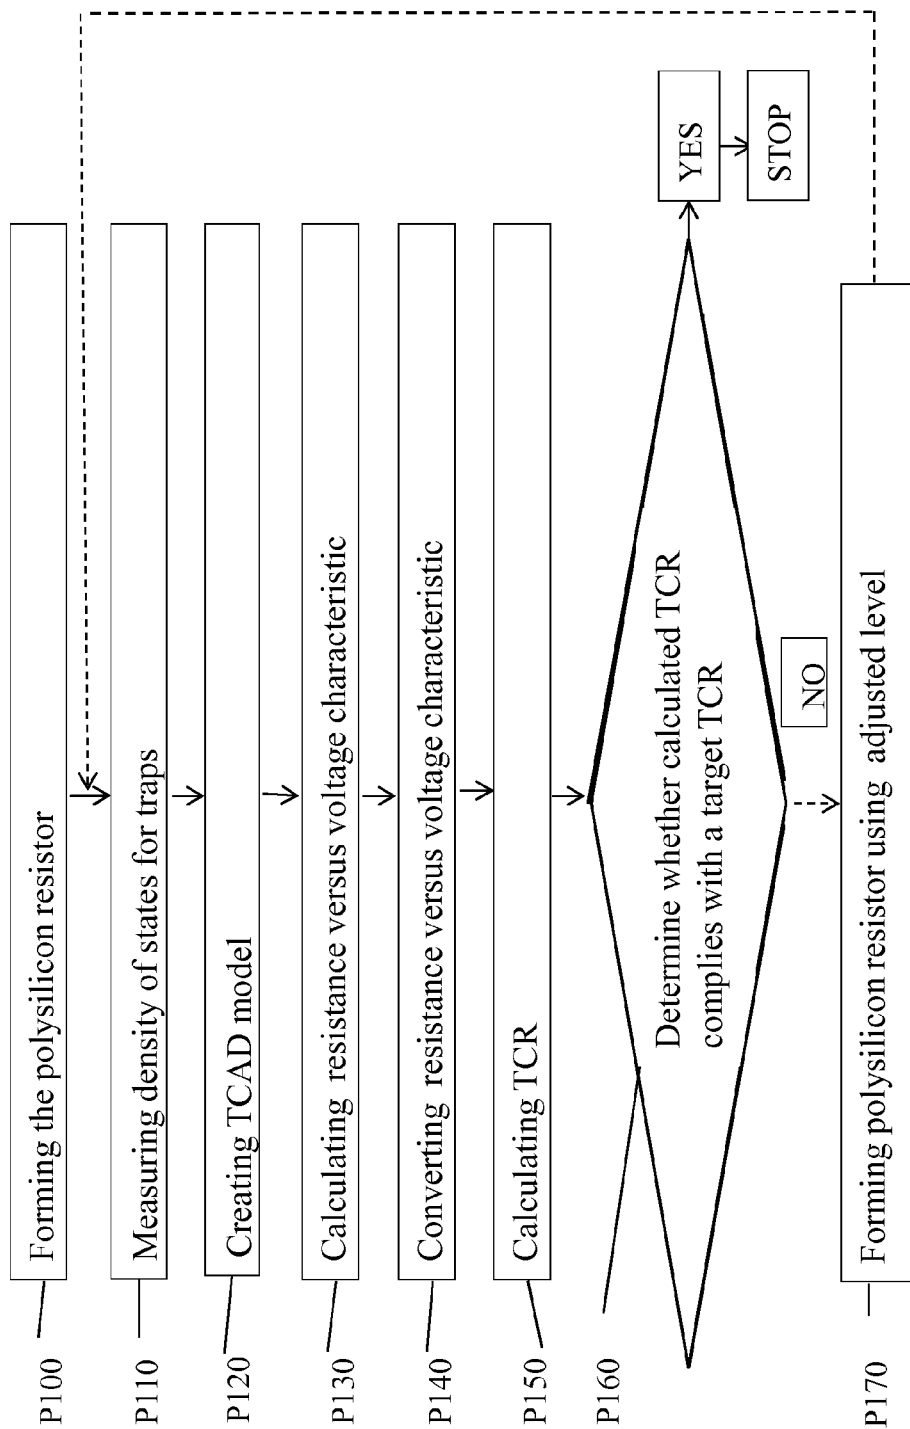 P100
Forming the polysilicon resistor
P110
Measuring density of states for traps
P120
Creating TCAD model
P130
Calculating resistance versus voltage characteristic
P140
Converting resistance versus voltage characteristic
P150
Calculating TCR
P160
Determine whether calculated TCR
complies with a target TCR
YES
STOP
NO
P170
Forming polysilicon resistor using adjusted level